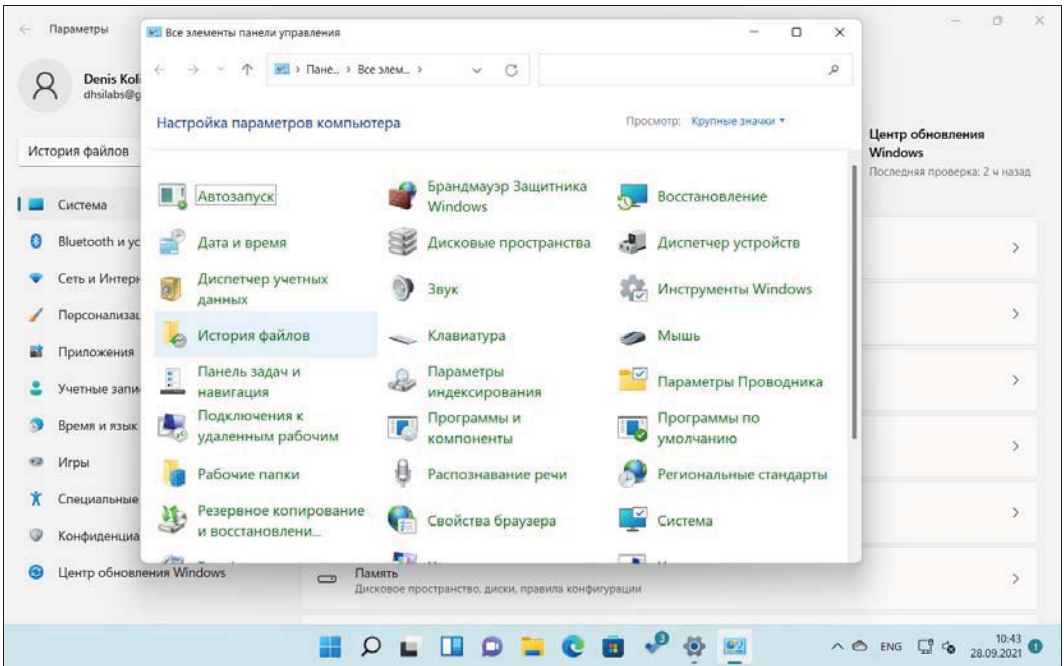 Параметры
Все элементы панели управления
Denis Koli
dhsilabs@g
Пане... > Все элем... >
Настройка параметров компьютера
Просмотр: Крупные значки
Центр обновления
Windows
Последняя проверка: 2 ч назад
История файлов
Система
Bluetooth и ус
Сеть и Интерн
Персонализац
Приложения
Учетные запи
Время и язык
Игры
Специальные
Конфиденциа
Центр обновления Windows
Автозапуск
Брандмауэр Защитника
Windows
Восстановление
Дата и время
Дисковые пространства
Диспетчер устройств
Диспетчер учетных
данных
Звук
Инструменты Windows
История файлов
Клавиатура
Мышь
Панель задач и
навигация
Параметры
индексирования
Параметры Проводника
Подключения к
удаленным рабочим
Программы и
компоненты
Программы по
умолчанию
Рабочие папки
Распознавание речи
Региональные стандарты
Резервное копирование
и восстановлени...
Свойства браузера
Система
Память
Дисковое пространство, диски, правила конфигурации
3
ENG
10:43
28.09.2021
1